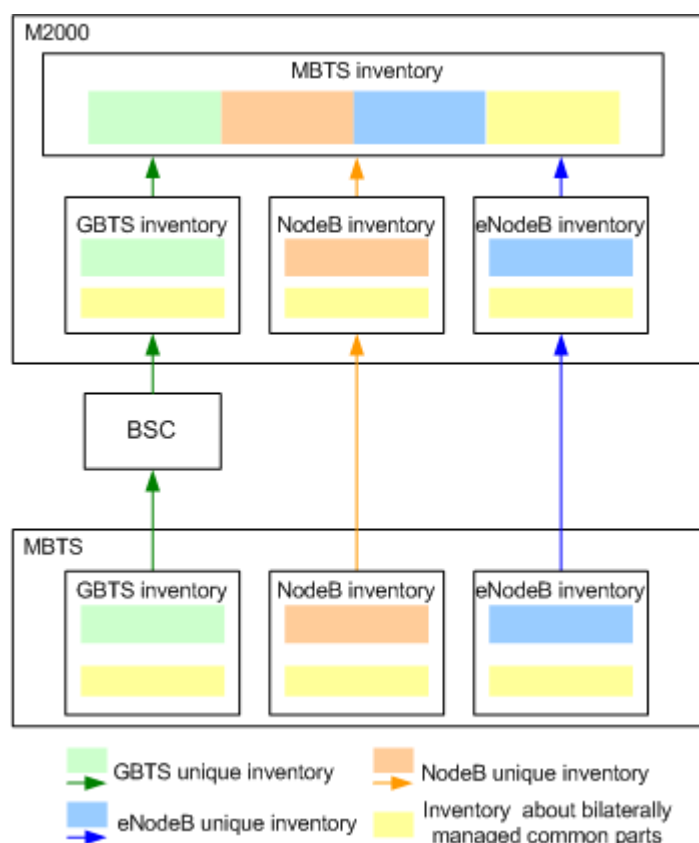 M2000
MBTS inventory
GBTS inventory
NodeB inventory
eNodeB inventory
BSC
MBTS
GBTS inventory
NodeB inventory
eNodeB inventory
GBTS unique inventory
NodeB unique inventory
eNodeB unique inventory
Inventory about bilaterally
managed common parts